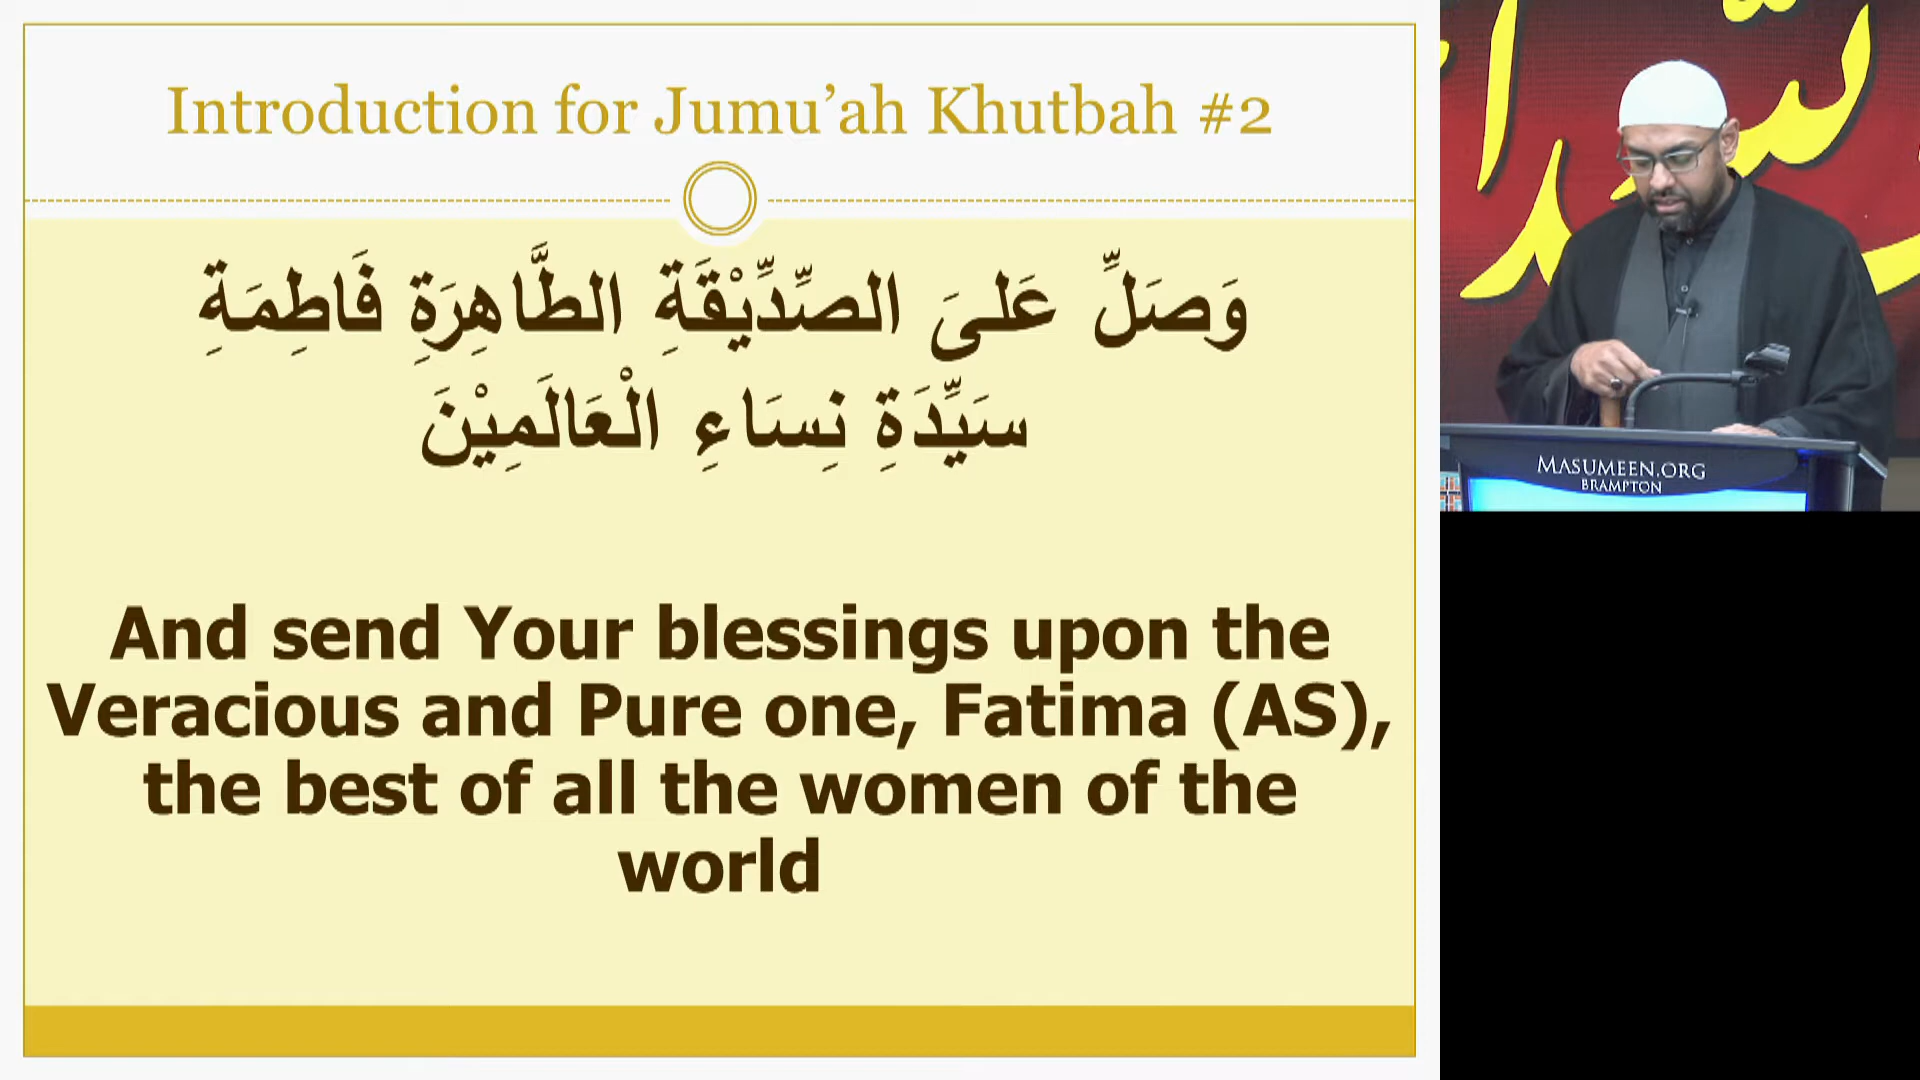 Introduction for Jumu’ah Khutbah #2
وَصَلِّ عَلىَ الصِّدِّيْقَةِ الطَّاهِرَةِ فَاطِمَةِ
سَيِّدَةِ نِسَاءِ الْعَالَمِيْنَ
And send Your blessings upon the
Veracious and Pure one, Fatima (AS),
the best of all the women of the
world
MASUMEEN.ORG
BRAMPTON